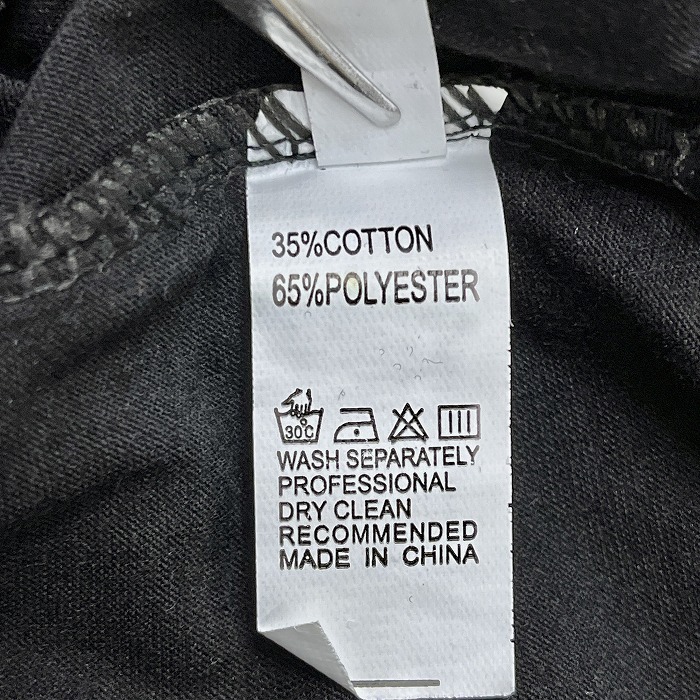 35%COTTON
65%POLYESTER
30°C
WASH SEPARATELY
PROFESSIONAL
DRY CLEAN
RECOMMENDED
MADE IN CHINA